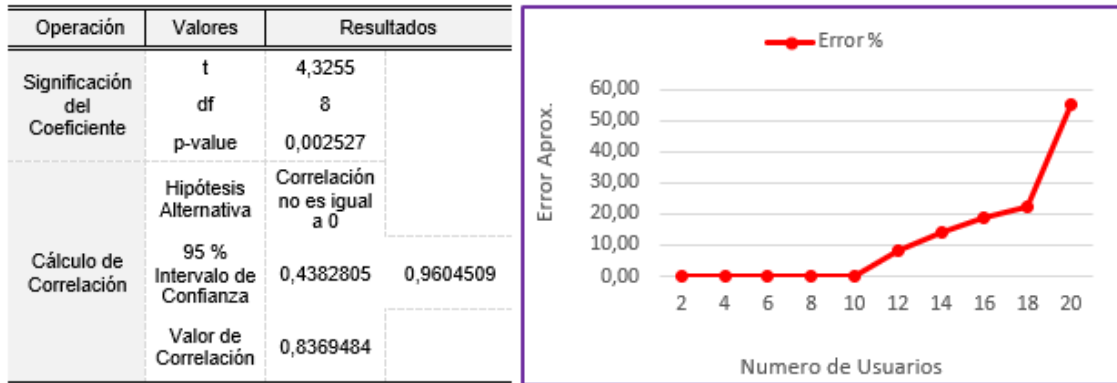 Operación Valores Resultados
Significación
del
Coeficiente
t 4,3255
df 8
p-value 0,002527
Cálculo de
Correlación
Hipótesis
Alternativa
Correlación
no es igual
a 0
95 %
Intervalo de
Confianza
0,4382805 0,9604509
Valor de
Correlación
0,8369484
Error %
Error Aprox.
60,00
50,00
40,00
30,00
20,00
10,00
0,00
2 4 6 8 10 12 14 16 18 20
Numero de Usuarios